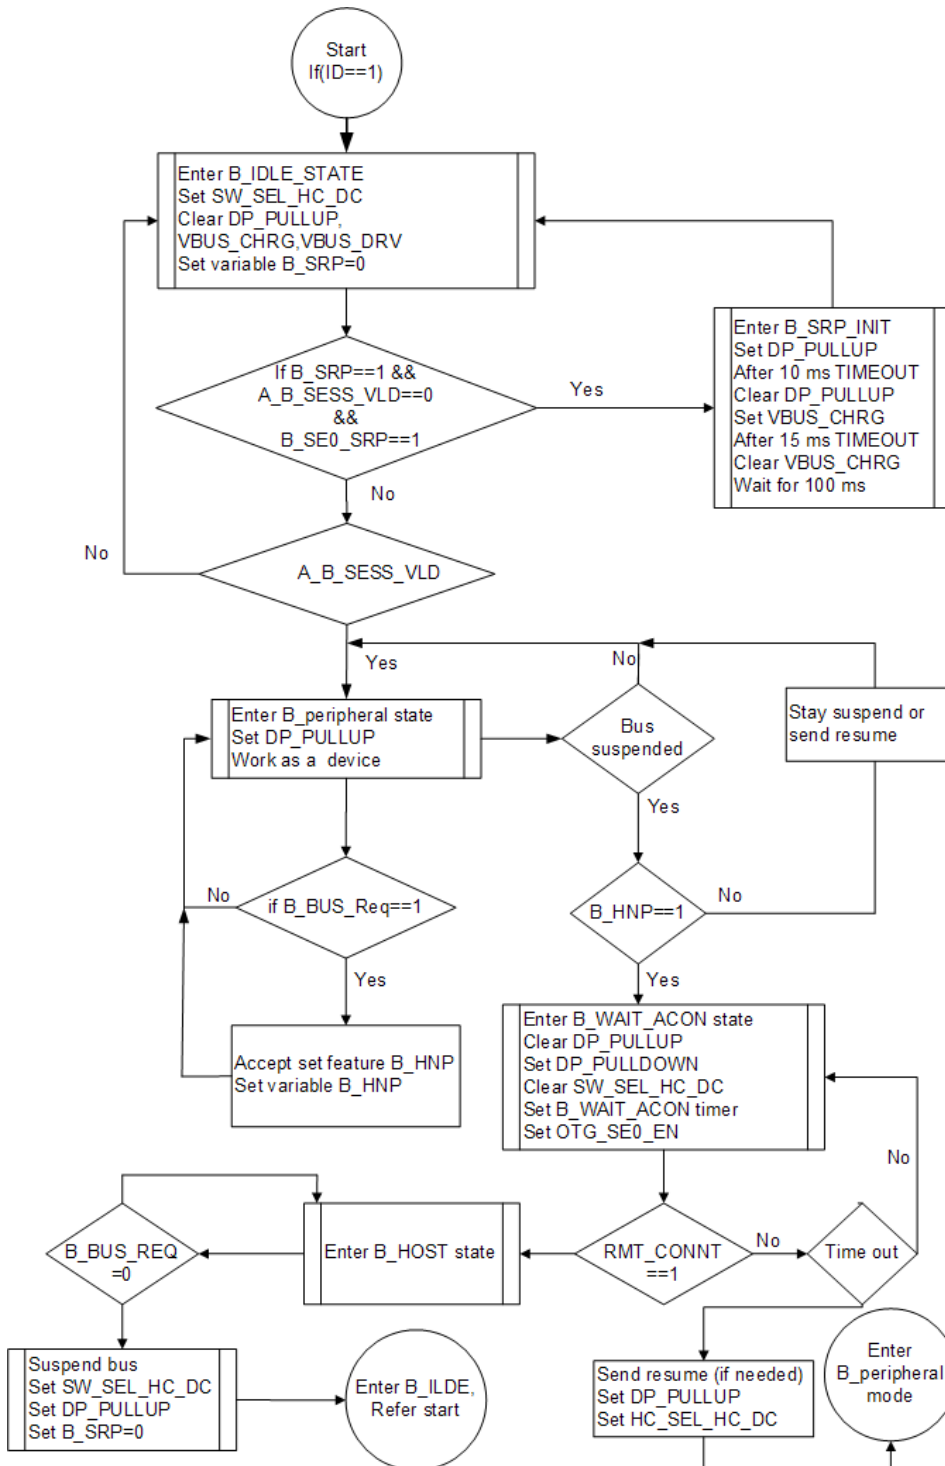 Start
If(ID==1)
Enter B_IDLE_STATE
Set SW_SEL_HC_DC
Clear DP_PULLUP,
VBUS_CHRG,VBUS_DRV
Set variable B_SRP=0
If B_SRP==1 &&
A_B_SESS_VLD==0
&&
B_SE0_SRP==1
Yes
Enter B_SRP_INIT
Set DP_PULLUP
After 10 ms TIMEOUT
Clear DP_PULLUP
Set VBUS_CHRG
After 15 ms TIMEOUT
Clear VBUS_CHRG
Wait for 100 ms
No
No
A_B_SESS_VLD
Yes
No
Enter B_peripheral state
Set DP_PULLUP
Work as a device
Bus
suspended
Stay suspend or
send resume
Yes
No
if B_BUS_Req==1
B_HNP==1
No
Yes
Yes
Accept set feature B_HNP
Set variable B_HNP
Enter B_WAIT_ACON state
Clear DP_PULLUP
Set DP_PULLDOWN
Clear SW_SEL_HC_DC
Set B_WAIT_ACON timer
Set OTG_SE0_EN
No
B_BUS_REQ
=0
Enter B_HOST state
RMT_CONNT
==1
No
Time out
Suspend bus
Set SW_SEL_HC_DC
Set DP_PULLUP
Set B_SRP=0
Enter B_ILDE,
Refer start
Send resume (if needed)
Set DP_PULLUP
Set HC_SEL_HC_DC
Enter
B_peripheral
mode